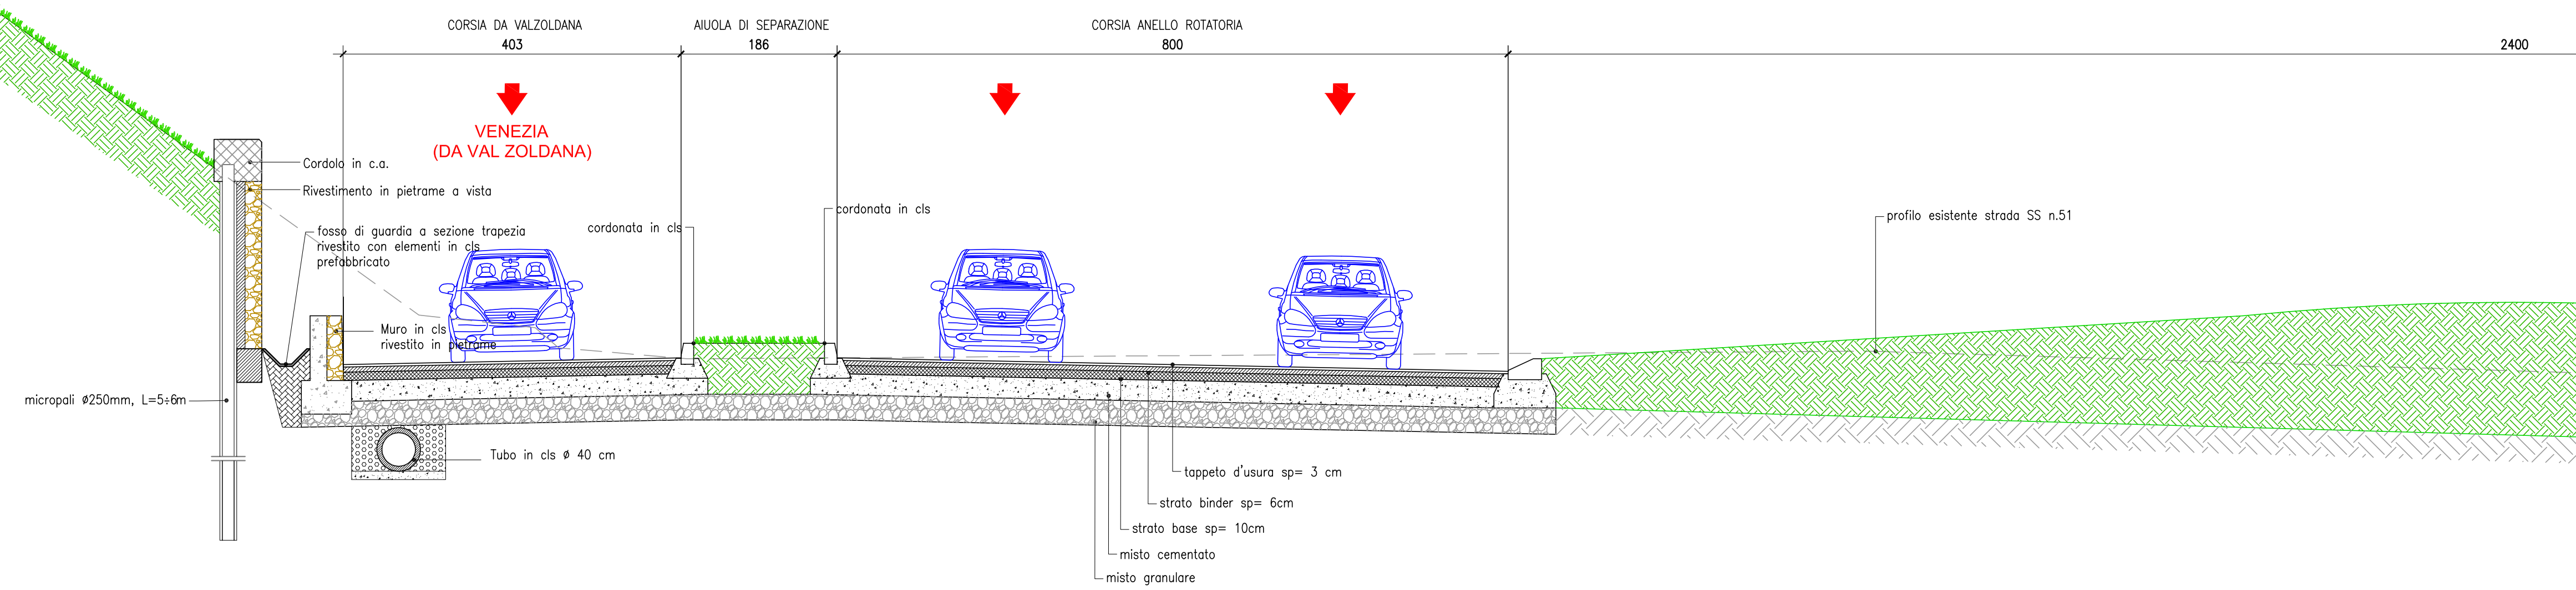 CORSIA DA VALZOLDANA
403
AIUOLA DI SEPARAZIONE
186
CORSIA ANELLO ROTATORIA
800
2400
VENEZIA
(DA VAL ZOLDANA)
Cordolo in c.a.
Rivestimento in pietrame a vista
fosso di guardia a sezione trapezia
rivestito con elementi in cls
prefabbricato
cordonata in cls
cordonata in cls
profilo esistente strada SS n.51
Muro in cls
rivestito in pietrame
micropali Ø250mm, L=5÷6m
Tubo in cls Ø 40 cm
tappeto d'usura sp= 3 cm
strato binder sp= 6cm
strato base sp= 10cm
misto cementato
misto granulare